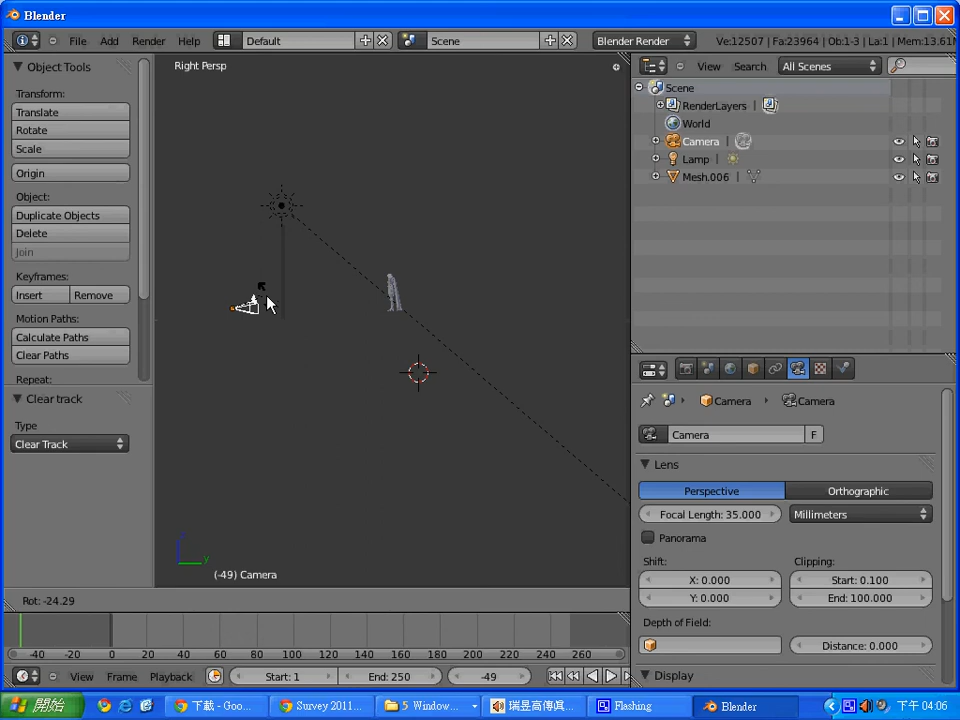 Blender
File Add Render Help Default Scene Blender Render Ve:12507 | Fa:23964 | Ob:1-3 | La:1 | Mem:13.61M
Object Tools
Transform:
Translate
Rotate
Scale
Origin
Object:
Duplicate Objects
Delete
Join
Keyframes:
Insert Remove
Motion Paths:
Calculate Paths
Clear Paths
Repeat:
Clear track
Type
Clear Track
Right Persp
z
y
(-49) Camera
View Search All Scenes
Scene
RenderLayers |
World
Camera |
Lamp |
Mesh.006 |
Camera Camera
Camera F
Lens
Perspective Orthographic
Focal Length: 35.000 Millimeters
Panorama
Shift: Clipping:
X: 0.000 Start: 0.100
Y: 0.000 End: 100.000
Depth of Field:
Distance: 0.000
Display
Rot: -24.29
-40 -20 0 20 40 60 80 100 120 140 160 180 200 220 240 260
View Frame Playback Start: 1 End: 250 -49
開始 下載 - Goo... Survey 2011... 5 Window... Flashing Blender 下午 04:06